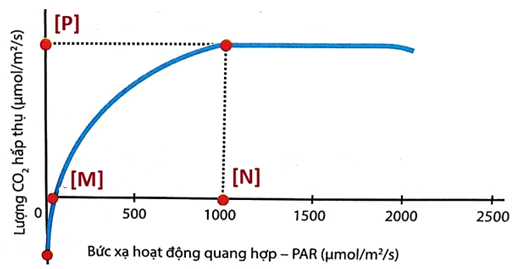 [P]
Lượng CO₂ hấp thụ (μmol/m²/s)
[M]
[N]
0 500 1000 1500 2000 2500
Bức xạ hoạt động quang hợp – PAR (μmol/m²/s)